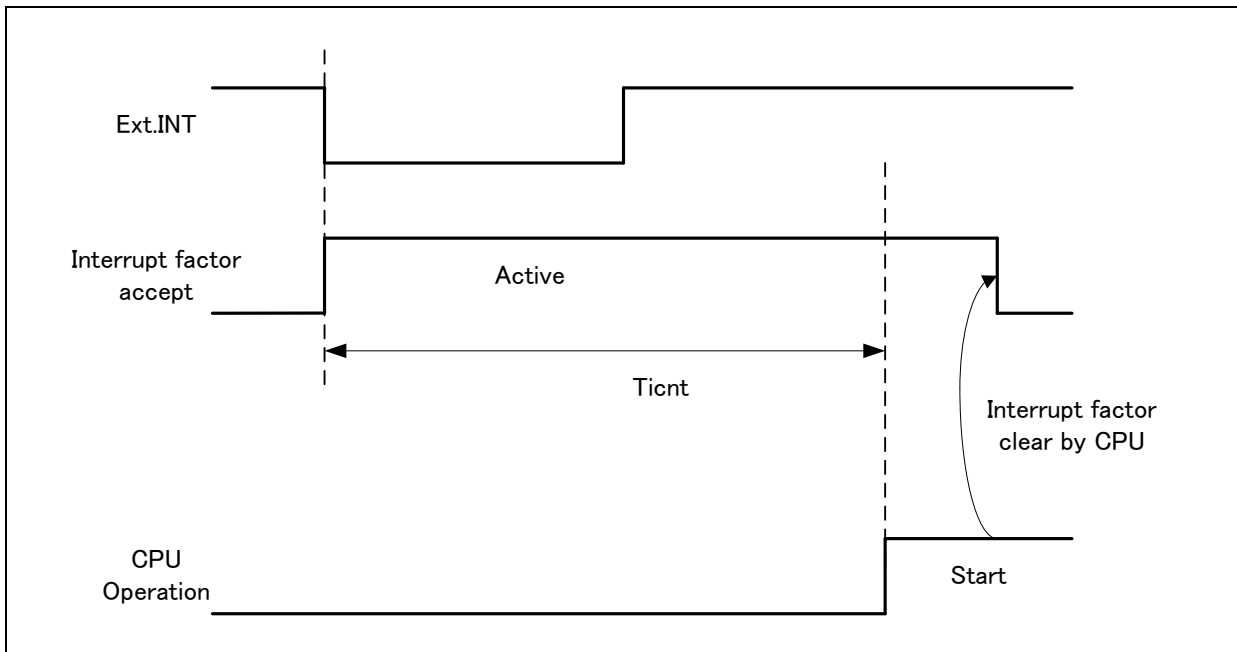 Ext.INT
Interrupt factor
accept
Active
Ticnt
Interrupt factor
clear by CPU
CPU
Operation
Start